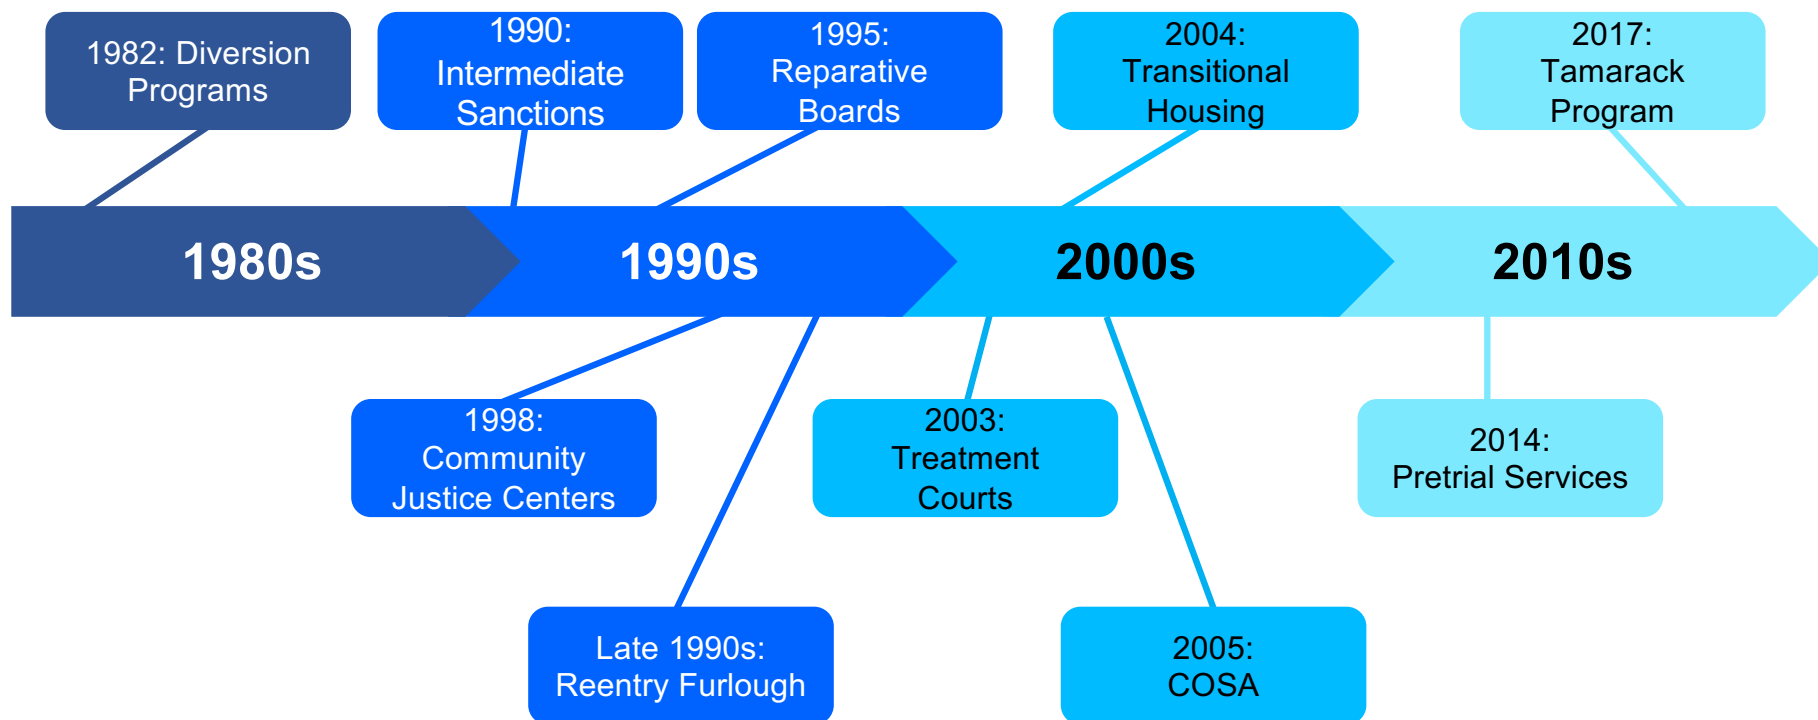 1982: Diversion
Programs
1990:
Intermediate
Sanctions
1995:
Reparative
Boards
2004:
Transitional
Housing
2017:
Tamarack
Program
1980s
1990s
2000s
2010s
1998:
Community
Justice Centers
2003:
Treatment
Courts
2014:
Pretrial Services
Late 1990s:
Reentry Furlough
2005:
COSA